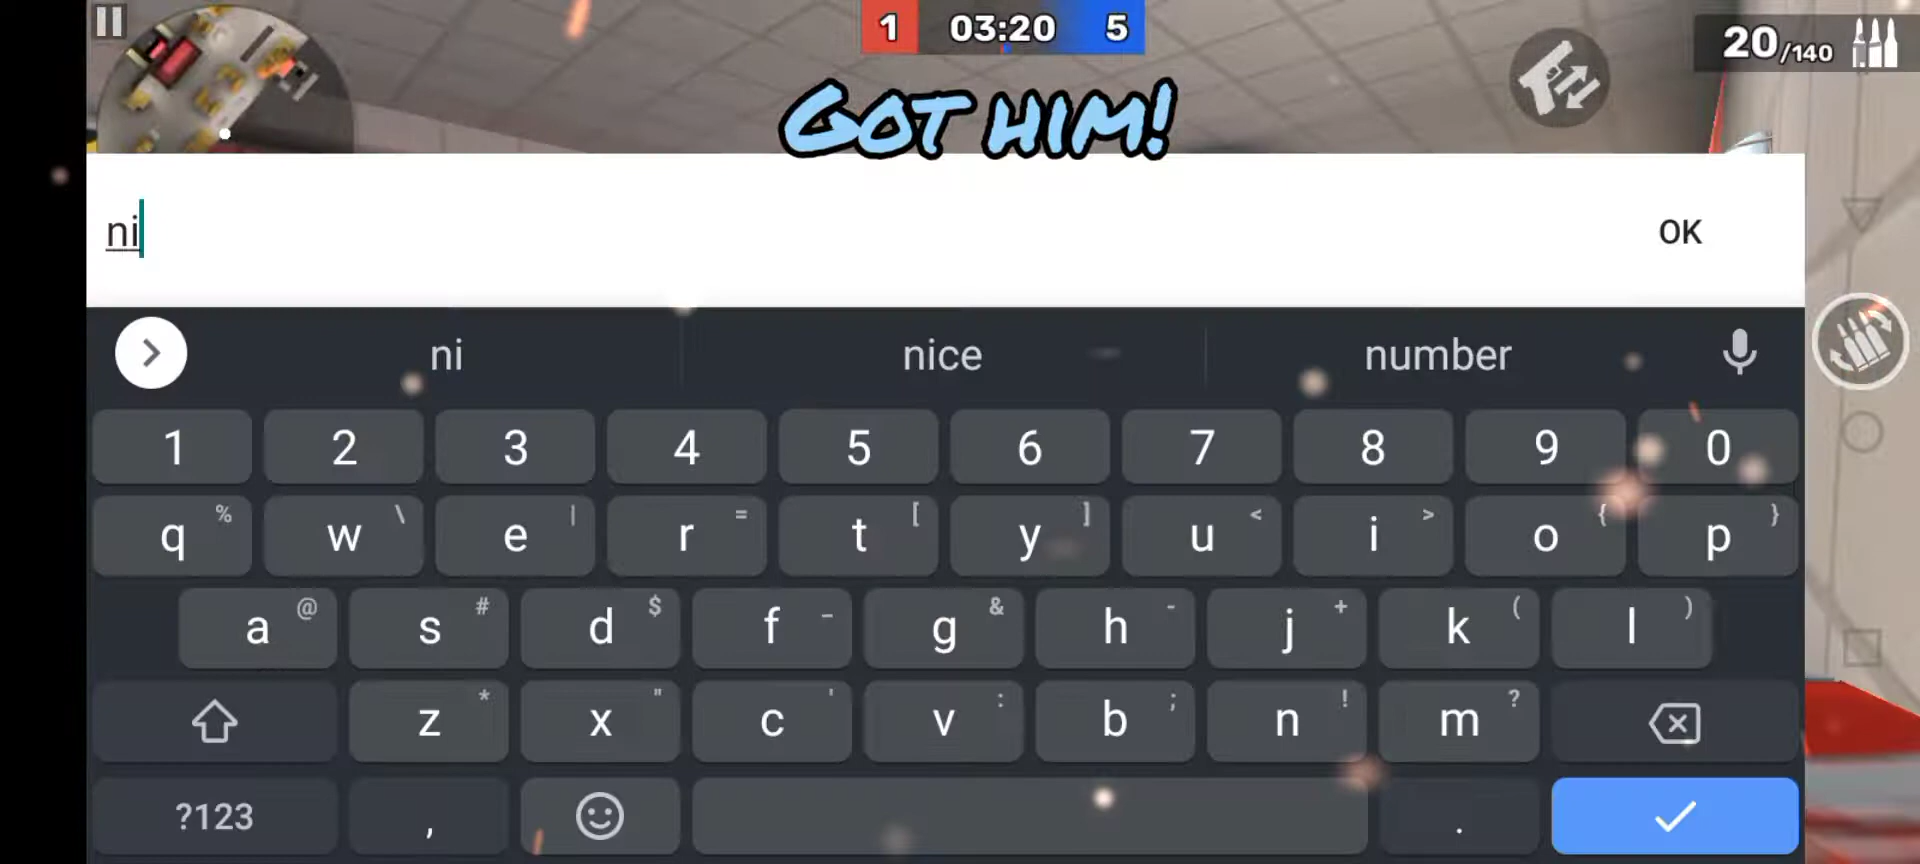 1 03:20 5
20/140
GOT HIM!
ni
OK
ni nice number
1 2 3 4 5 6 7 8 9 0
% \ | = [ ] < > { }
q w e r t y u i o p
@ # $ _ & - + ( )
a s d f g h j k l
* " ' : ; ! ?
z x c v b n m
?123 , .